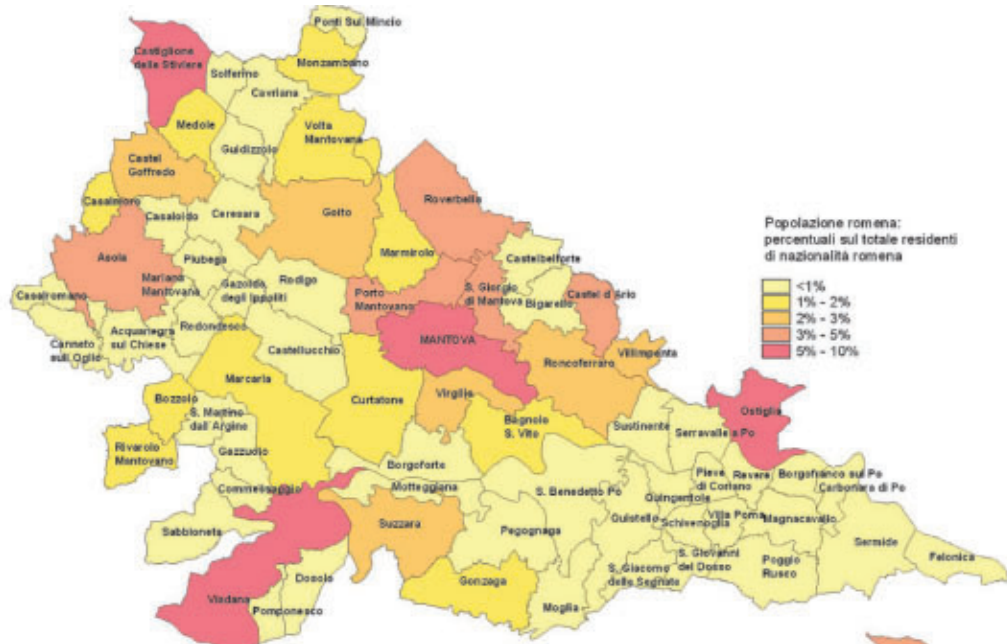 Ponti Sul Mincio
Castiglione
delle Stiviere
Monzambano
Solferino
Cavriana
Medole
Volta
Mantovana
Guidizzolo
Castel
Goffredo
Casalmoro
Roverbella
Casaloldo
Ceresara
Goito
Marmirolo
Asola
Piubega
Castelbelforte
Mariana
Mantovana
Gazoldo
degli Ippoliti
Rodigo
Porto
Mantovano
S. Giorgio
di Mantova
Bigarello
Castel d'Ario
Casalromano
Canneto
sull Oglio
Acquanegra
sul Chiese
Redondesco
Castellucchio
MANTOVA
Roncoferraro
Villimpenta
Marcaria
Virgilio
Curtatone
Bozzolo
S. Martino
dall Argine
Bagnolo
S. Vito
Sustinente
Ostiglia
Serravalle a Po
Rivarolo
Mantovano
Gazzuolo
Borgoforte
Pieve
di Coriano
Revere
Borgofranco sul Po
Carbonara di Po
Commessaggio
Motteggiana
S. Benedetto Po
Quingentole
Sabbioneta
Suzzara
Pegognaga
Quistello
Schivenoglia
Villa Poma
Magnacavallo
Sermide
Felonica
Viadana
Dosolo
Pomponesco
Gonzaga
Moglia
S. Giacomo
delle Segnate
S. Giovanni
del Dosso
Poggio
Rusco
Popolazione romena:
percentuali sul totale residenti
di nazionalità romena
<1%
1% - 2%
2% - 3%
3% - 5%
5% - 10%